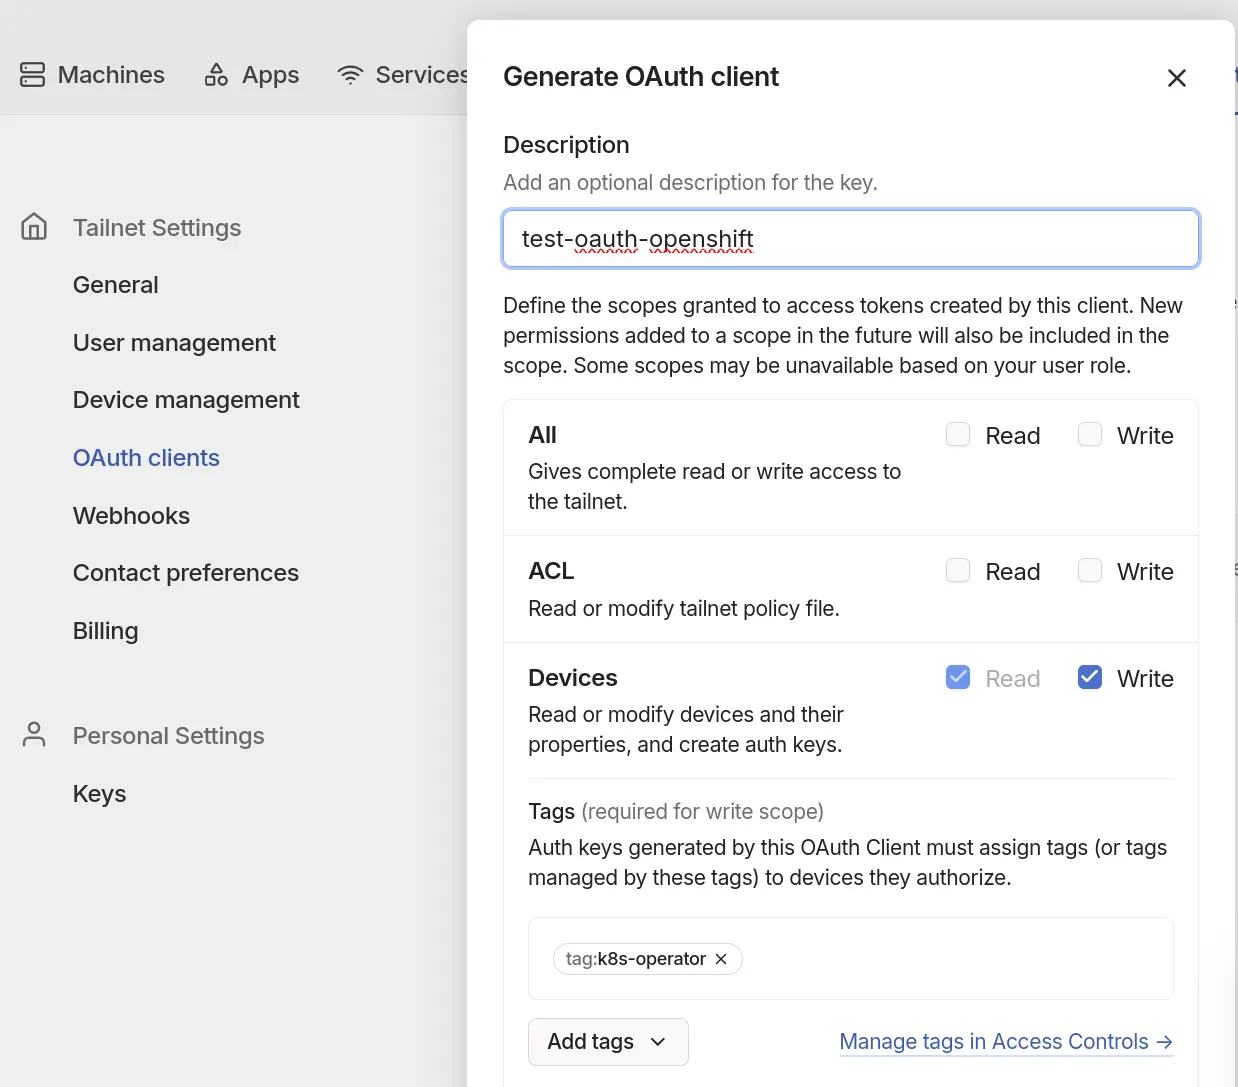 Machines
Apps
Services
Tailnet Settings
General
User management
Device management
OAuth clients
Webhooks
Contact preferences
Billing
Personal Settings
Keys
Generate OAuth client
Description
Add an optional description for the key.
test-oauth-openshift
Define the scopes granted to access tokens created by this client. New
permissions added to a scope in the future will also be included in the
scope. Some scopes may be unavailable based on your user role.
All
Read
Write
Gives complete read or write access to
the tailnet.
ACL
Read
Write
Read or modify tailnet policy file.
Devices
Read
Write
Read or modify devices and their
properties, and create auth keys.
Tags (required for write scope)
Auth keys generated by this OAuth Client must assign tags (or tags
managed by these tags) to devices they authorize.
tag:k8s-operator
Add tags
Manage tags in Access Controls →